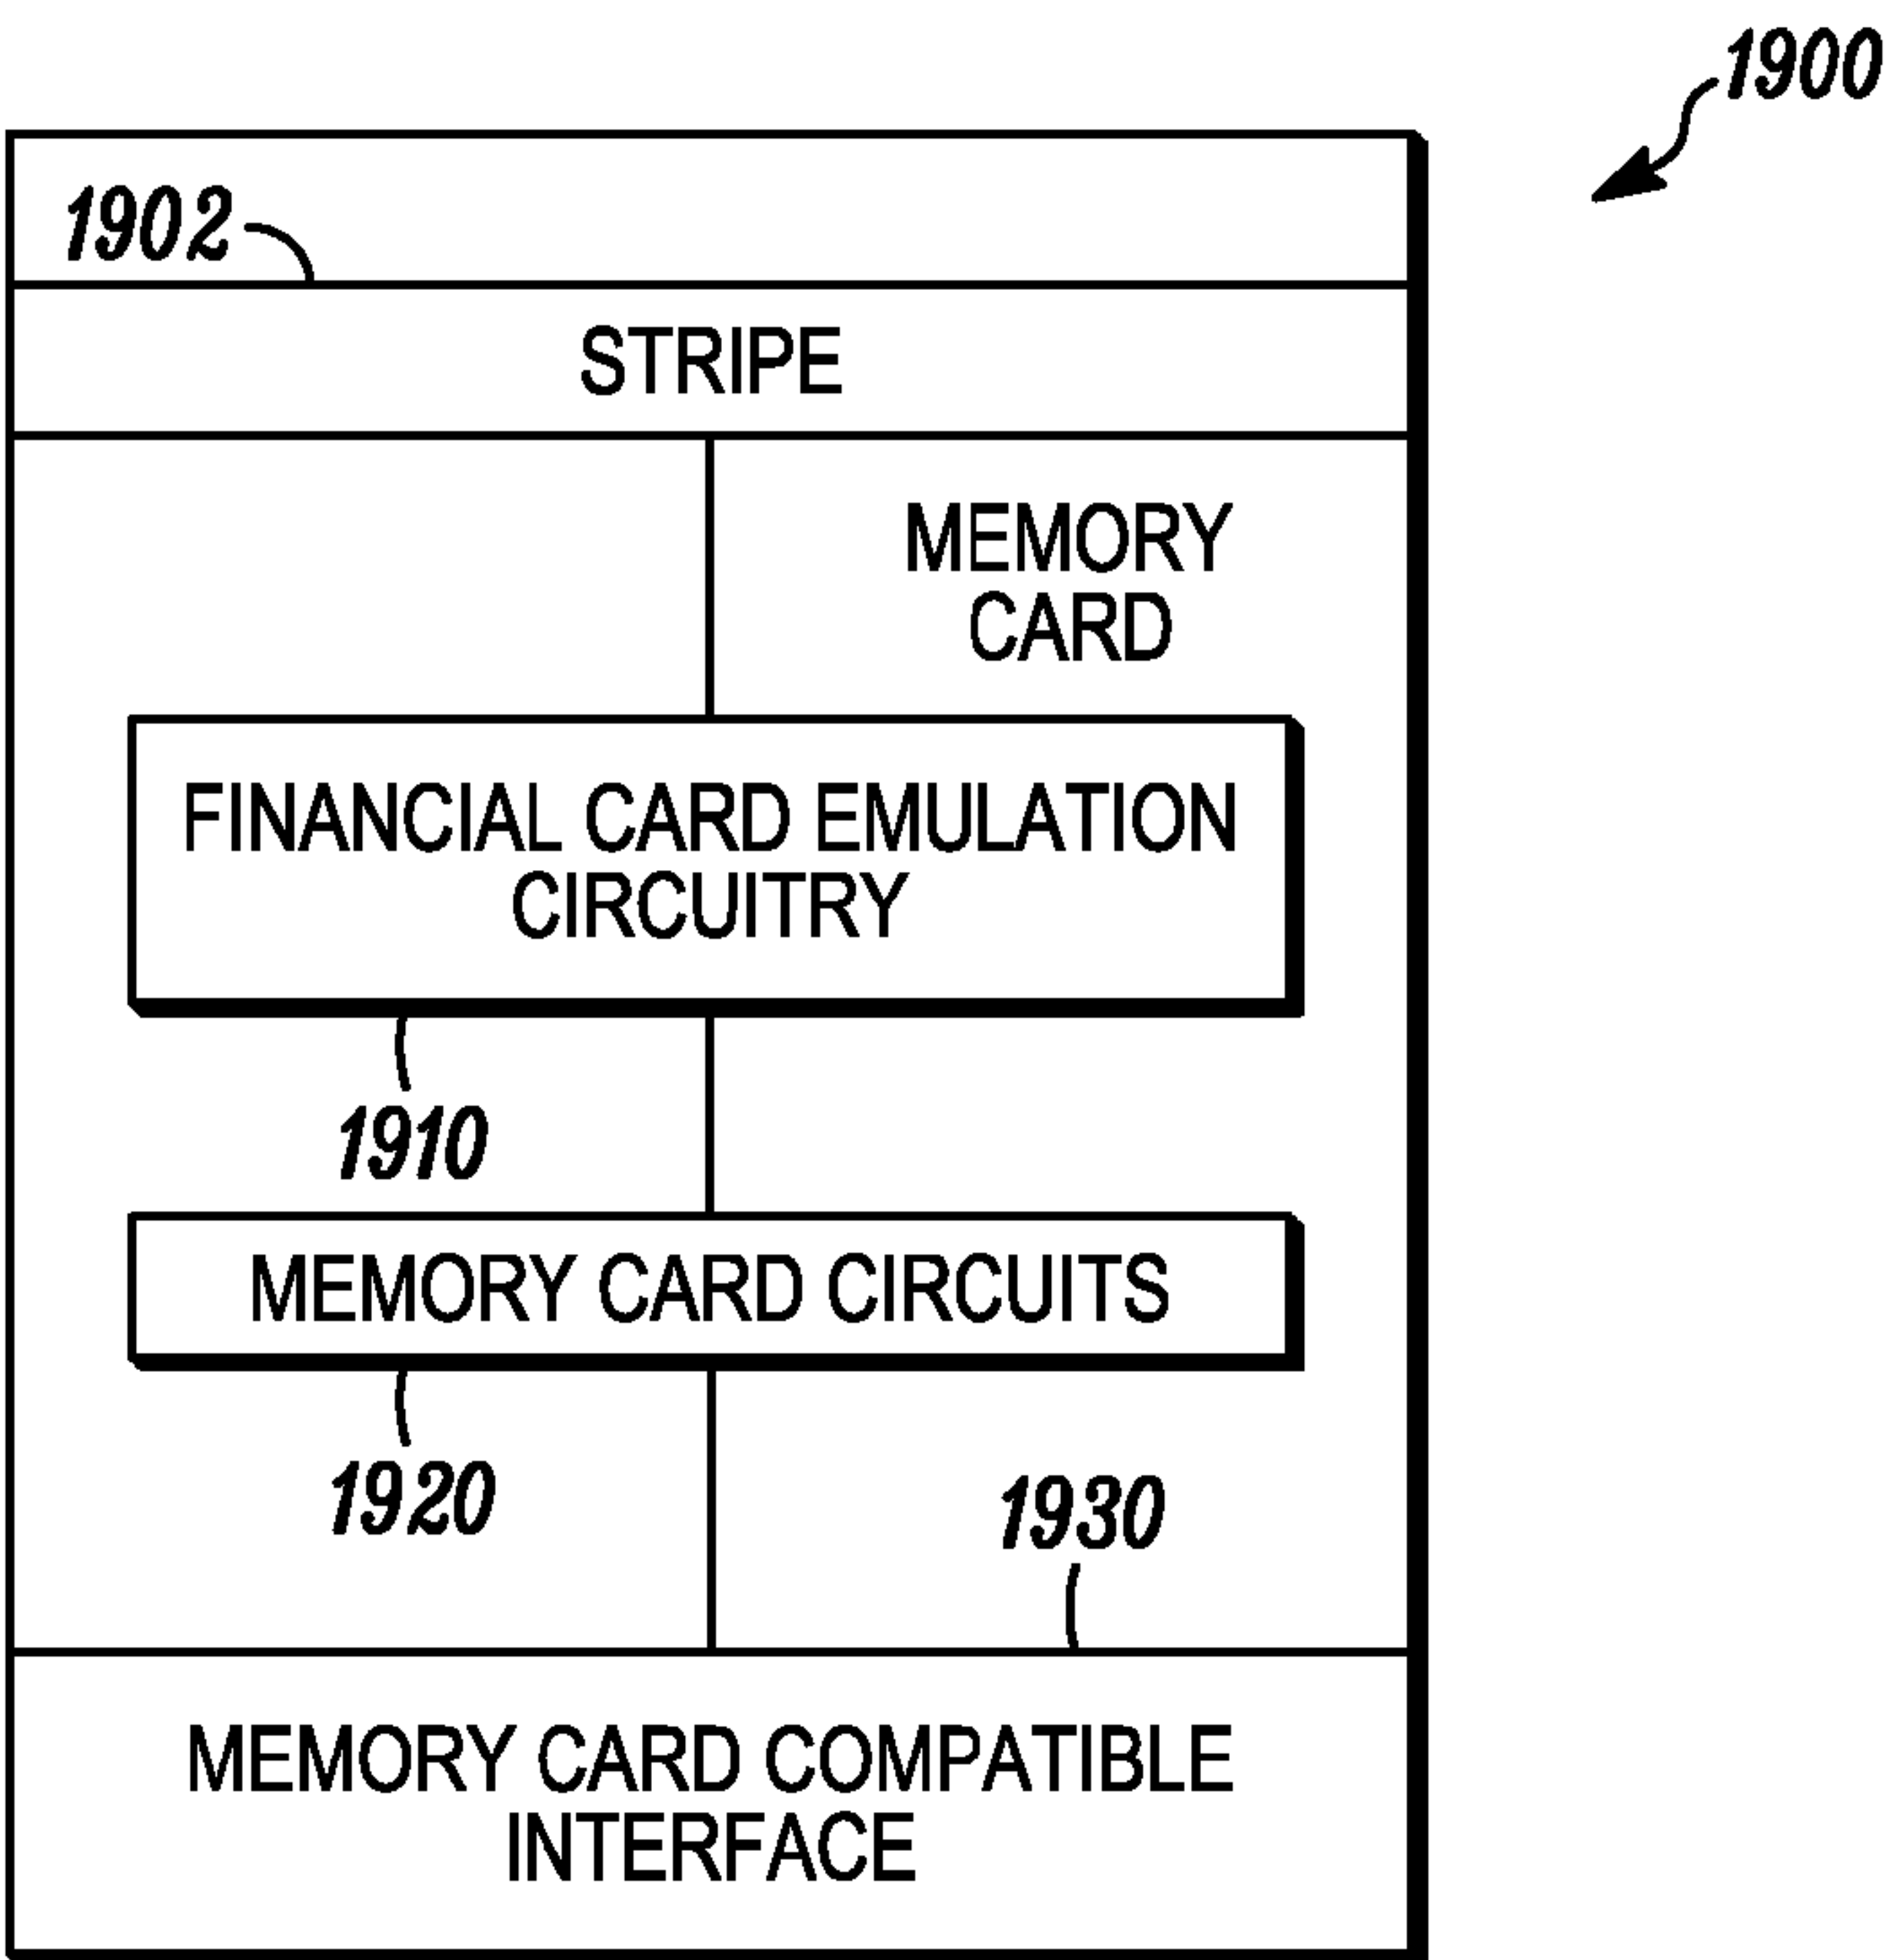 1900
1902
STRIPE
MEMORY
CARD
FINANCIAL CARD EMULATION
CIRCUITRY
1910
MEMORY CARD CIRCUITS
1920
1930
MEMORY CARD COMPATIBLE
INTERFACE